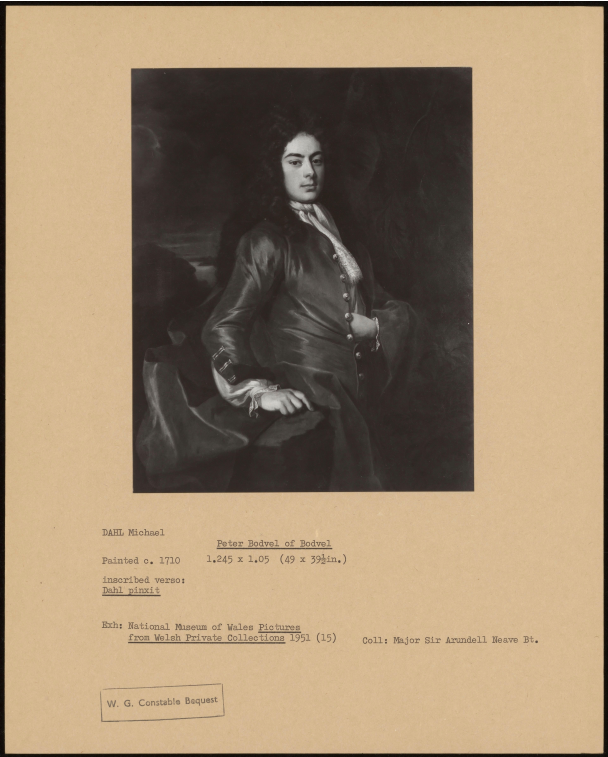 DAHL Michael
Peter Bodvel of Bodvel
Painted c. 1710 1.245 x 1.05 (49 x 39½in.)
inscribed verso:
Dahl pinxit
Exh: National Museum of Wales Pictures
from Welsh Private Collections 1951 (15)
Coll: Major Sir Arundell Neave Bt.
W. G. Constable Bequest